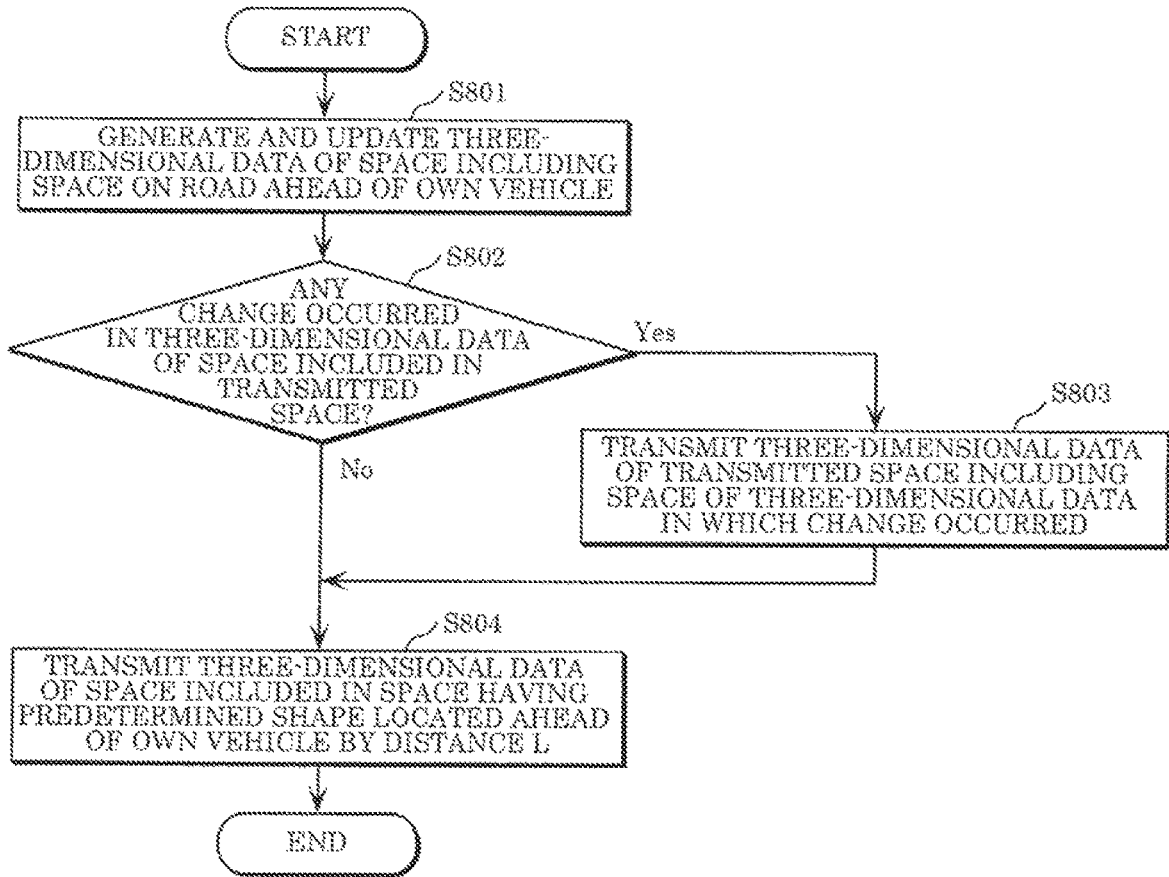 START
S801
GENERATE AND UPDATE THREE-
DIMENSIONAL DATA OF SPACE INCLUDING
SPACE ON ROAD AHEAD OF OWN VEHICLE
S802
ANY
CHANGE OCCURRED
IN THREE-DIMENSIONAL DATA
OF SPACE INCLUDED IN
TRANSMITTED
SPACE?
Yes
No
S803
TRANSMIT THREE-DIMENSIONAL DATA
OF TRANSMITTED SPACE INCLUDING
SPACE OF THREE-DIMENSIONAL DATA
IN WHICH CHANGE OCCURRED
S804
TRANSMIT THREE-DIMENSIONAL DATA
OF SPACE INCLUDED IN SPACE HAVING
PREDETERMINED SHAPE LOCATED AHEAD
OF OWN VEHICLE BY DISTANCE L
END